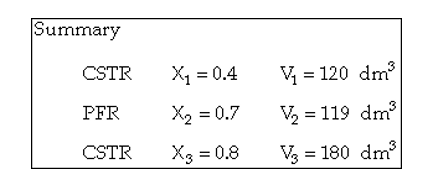 Summary
CSTR X₁ = 0.4 V₁ = 120 dm³
PFR X₂ = 0.7 V₂ = 119 dm³
CSTR X₃ = 0.8 V₃ = 180 dm³